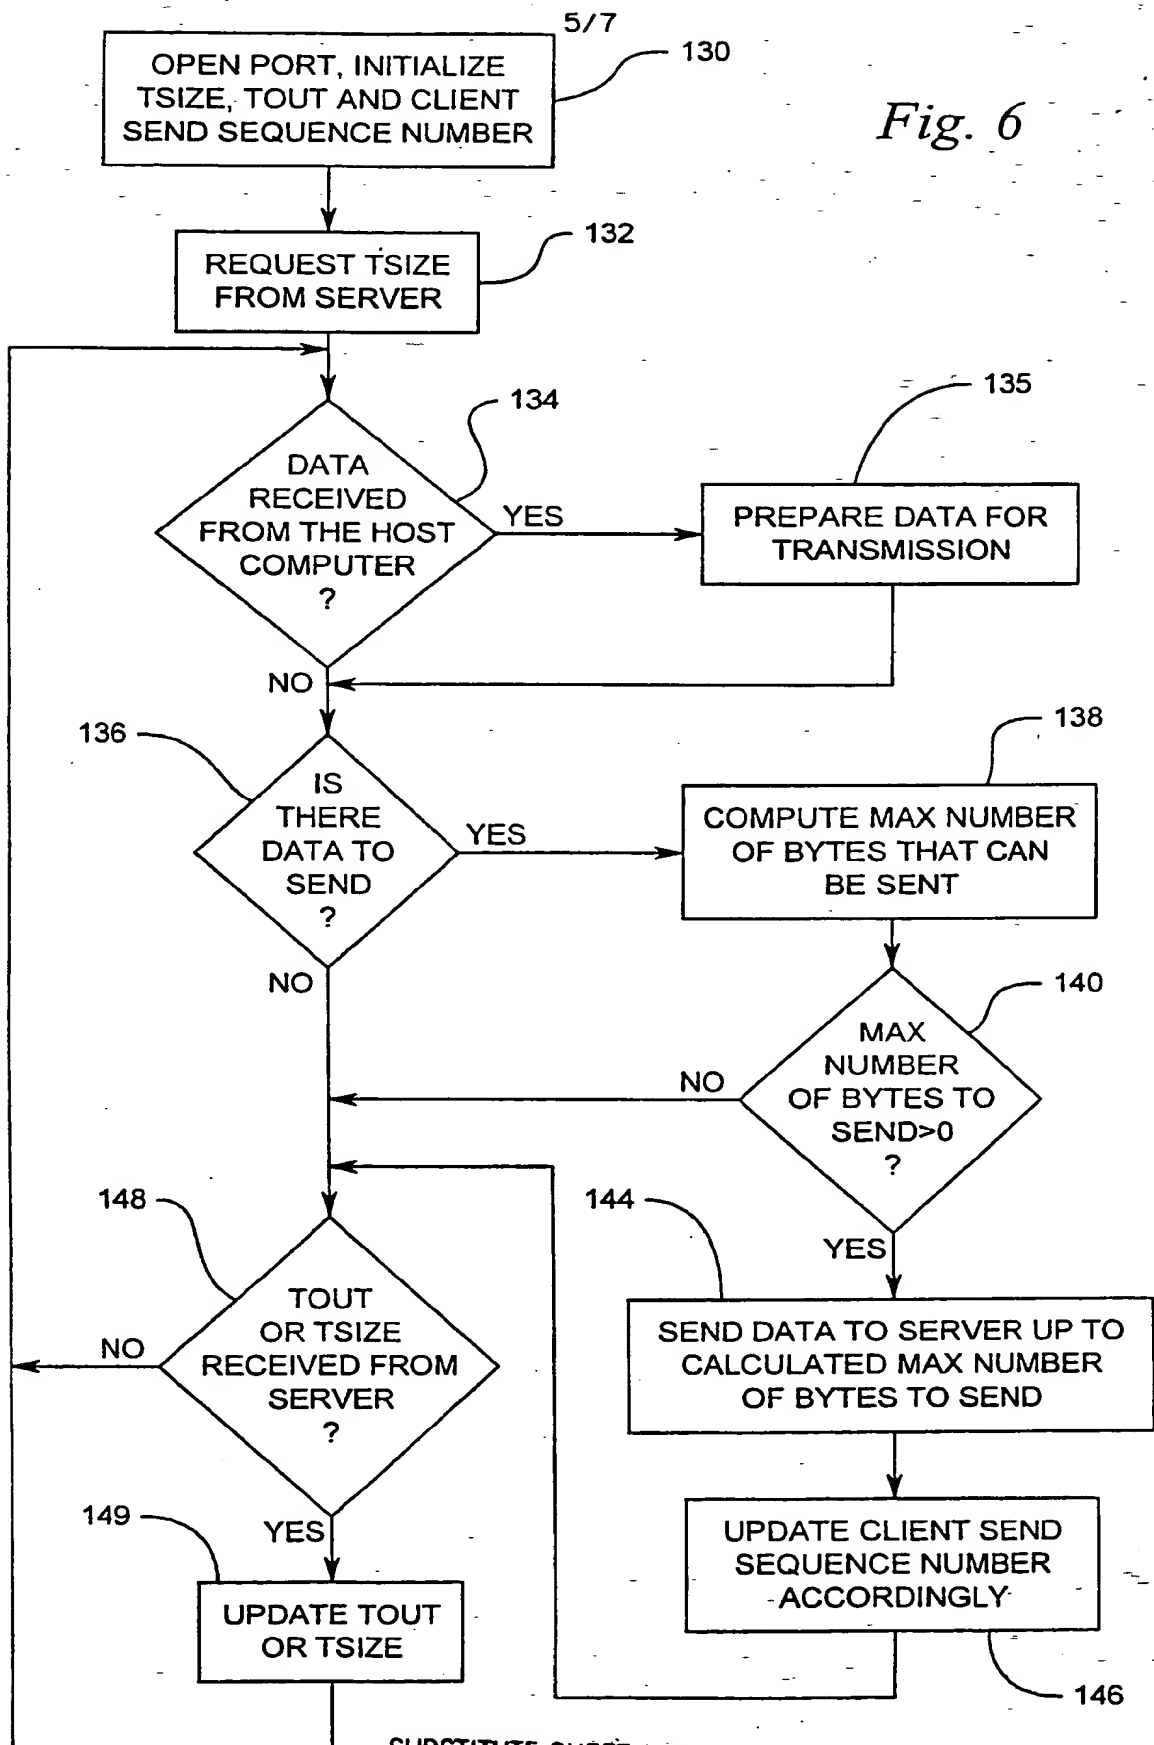 5/7
OPEN PORT, INITIALIZE
TSIZE, TOUT AND CLIENT
SEND SEQUENCE NUMBER
130
Fig. 6
REQUEST TSIZE
FROM SERVER
132
DATA
RECEIVED
FROM THE HOST
COMPUTER
?
134
YES
PREPARE DATA FOR
TRANSMISSION
135
NO
136
IS
THERE
DATA TO
SEND
?
YES
COMPUTE MAX NUMBER
OF BYTES THAT CAN
BE SENT
138
NO
MAX
NUMBER
OF BYTES TO
SEND>0
?
140
NO
YES
148
TOUT
OR TSIZE
RECEIVED FROM
SERVER
?
NO
144
SEND DATA TO SERVER UP TO
CALCULATED MAX NUMBER
OF BYTES TO SEND
YES
149
UPDATE TOUT
OR TSIZE
UPDATE CLIENT SEND
SEQUENCE NUMBER
ACCORDINGLY
146